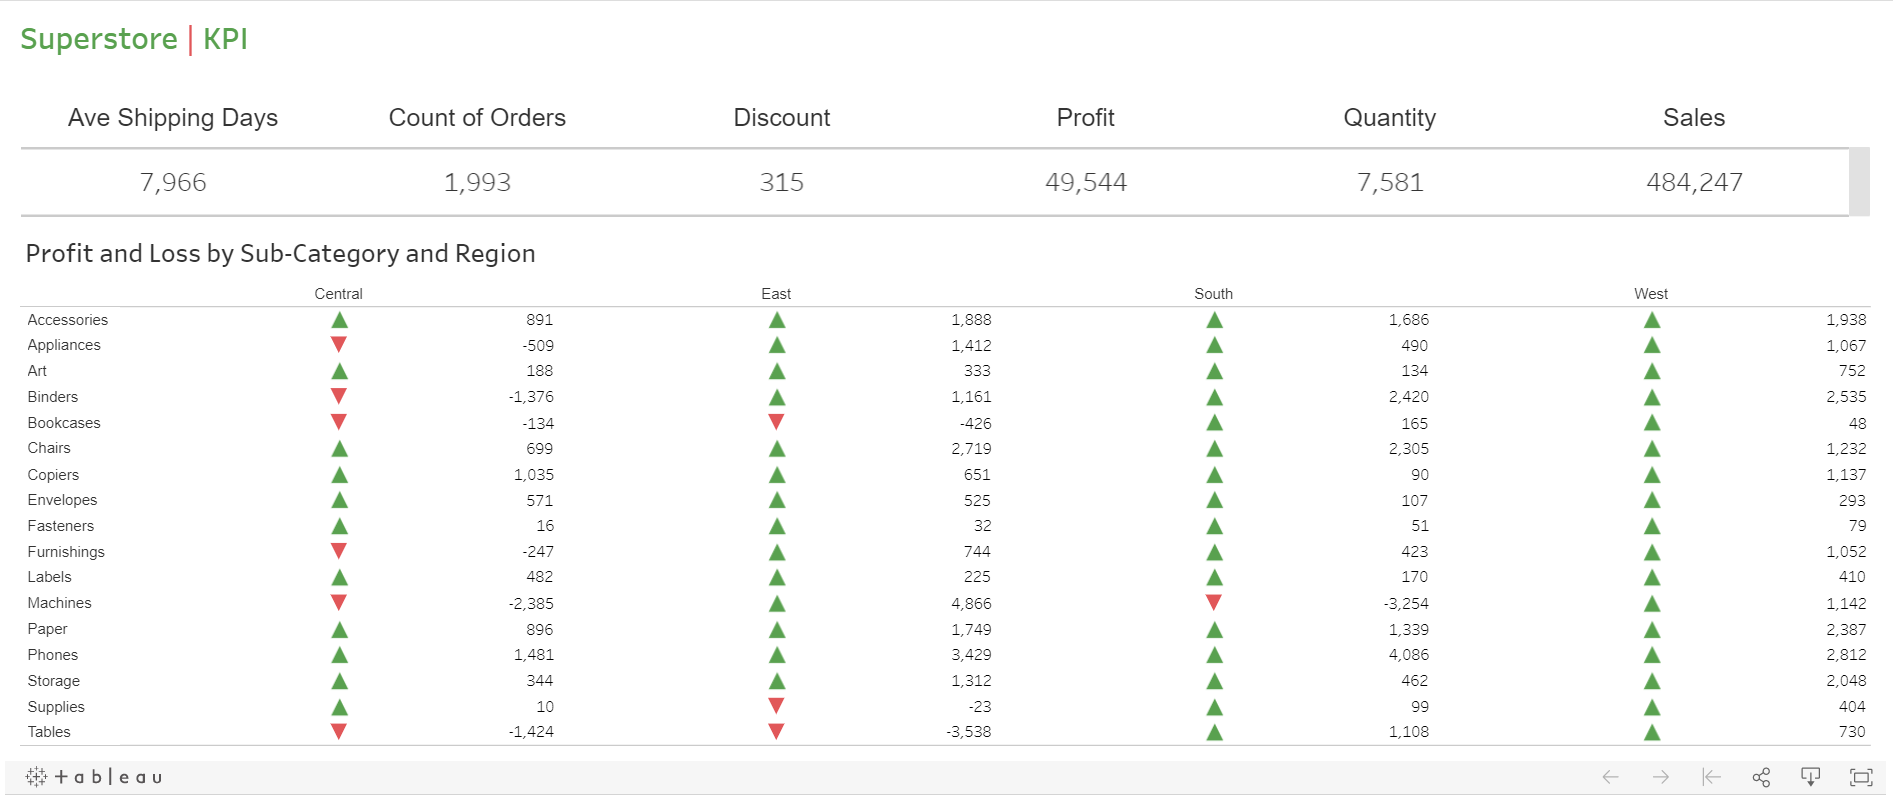 Superstore | KPI
Ave Shipping Days Count of Orders Discount Profit Quantity Sales
7,966 1,993 315 49,544 7,581 484,247
Profit and Loss by Sub-Category and Region
Central East South West
Accessories 891 1,888 1,686 1,938
Appliances -509 1,412 490 1,067
Art 188 333 134 752
Binders -1,376 1,161 2,420 2,535
Bookcases -134 -426 165 48
Chairs 699 2,719 2,305 1,232
Copiers 1,035 651 90 1,137
Envelopes 571 525 107 293
Fasteners 16 32 51 79
Furnishings -247 744 423 1,052
Labels 482 225 170 410
Machines -2,385 4,866 -3,254 1,142
Paper 896 1,749 1,339 2,387
Phones 1,481 3,429 4,086 2,812
Storage 344 1,312 462 2,048
Supplies 10 -23 99 404
Tables -1,424 -3,538 1,108 730
+ableau